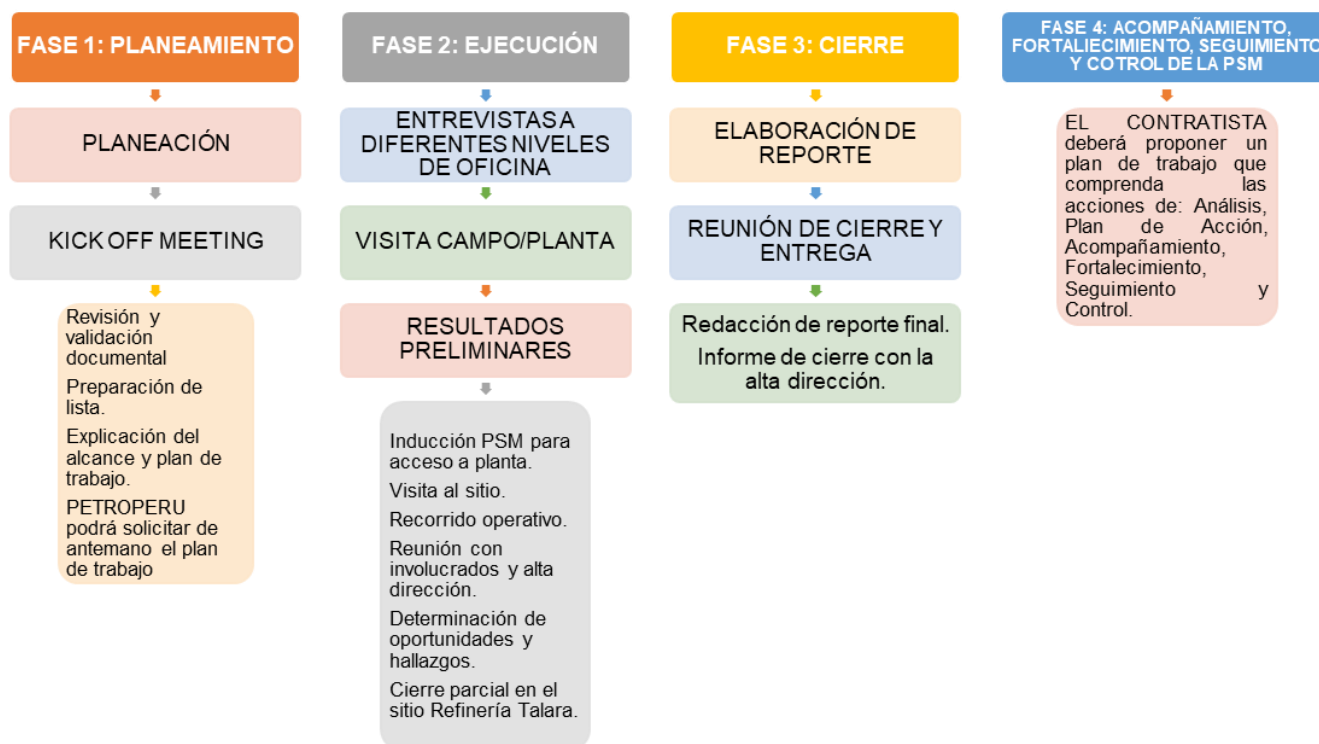 FASE 1: PLANEAMIENTO
PLANEACIÓN
KICK OFF MEETING
Revisión y
validación
documental
Preparación de
lista.
Explicación del
alcance y plan de
trabajo.
PETROPERU
podrá solicitar de
antemano el plan
de trabajo
FASE 2: EJECUCIÓN
ENTREVISTAS A
DIFERENTES NIVELES
DE OFICINA
VISITA CAMPO/PLANTA
RESULTADOS
PRELIMINARES
Inducción PSM para
acceso a planta.
Visita al sitio.
Recorrido operativo.
Reunión con
involucrados y alta
dirección.
Determinación de
oportunidades y
hallazgos.
Cierre parcial en el
sitio Refinería Talara.
FASE 3: CIERRE
ELABORACIÓN DE
REPORTE
REUNIÓN DE CIERRE Y
ENTREGA
Redacción de reporte final.
Informe de cierre con la
alta dirección.
FASE 4: ACOMPAÑAMIENTO,
FORTALIECIMIENTO, SEGUIMIENTO
Y COTROL DE LA PSM
EL CONTRATISTA
deberá proponer un
plan de trabajo que
comprenda las
acciones de: Análisis,
Plan de Acción,
Acompañamiento,
Fortalecimiento,
Seguimiento y
Control.